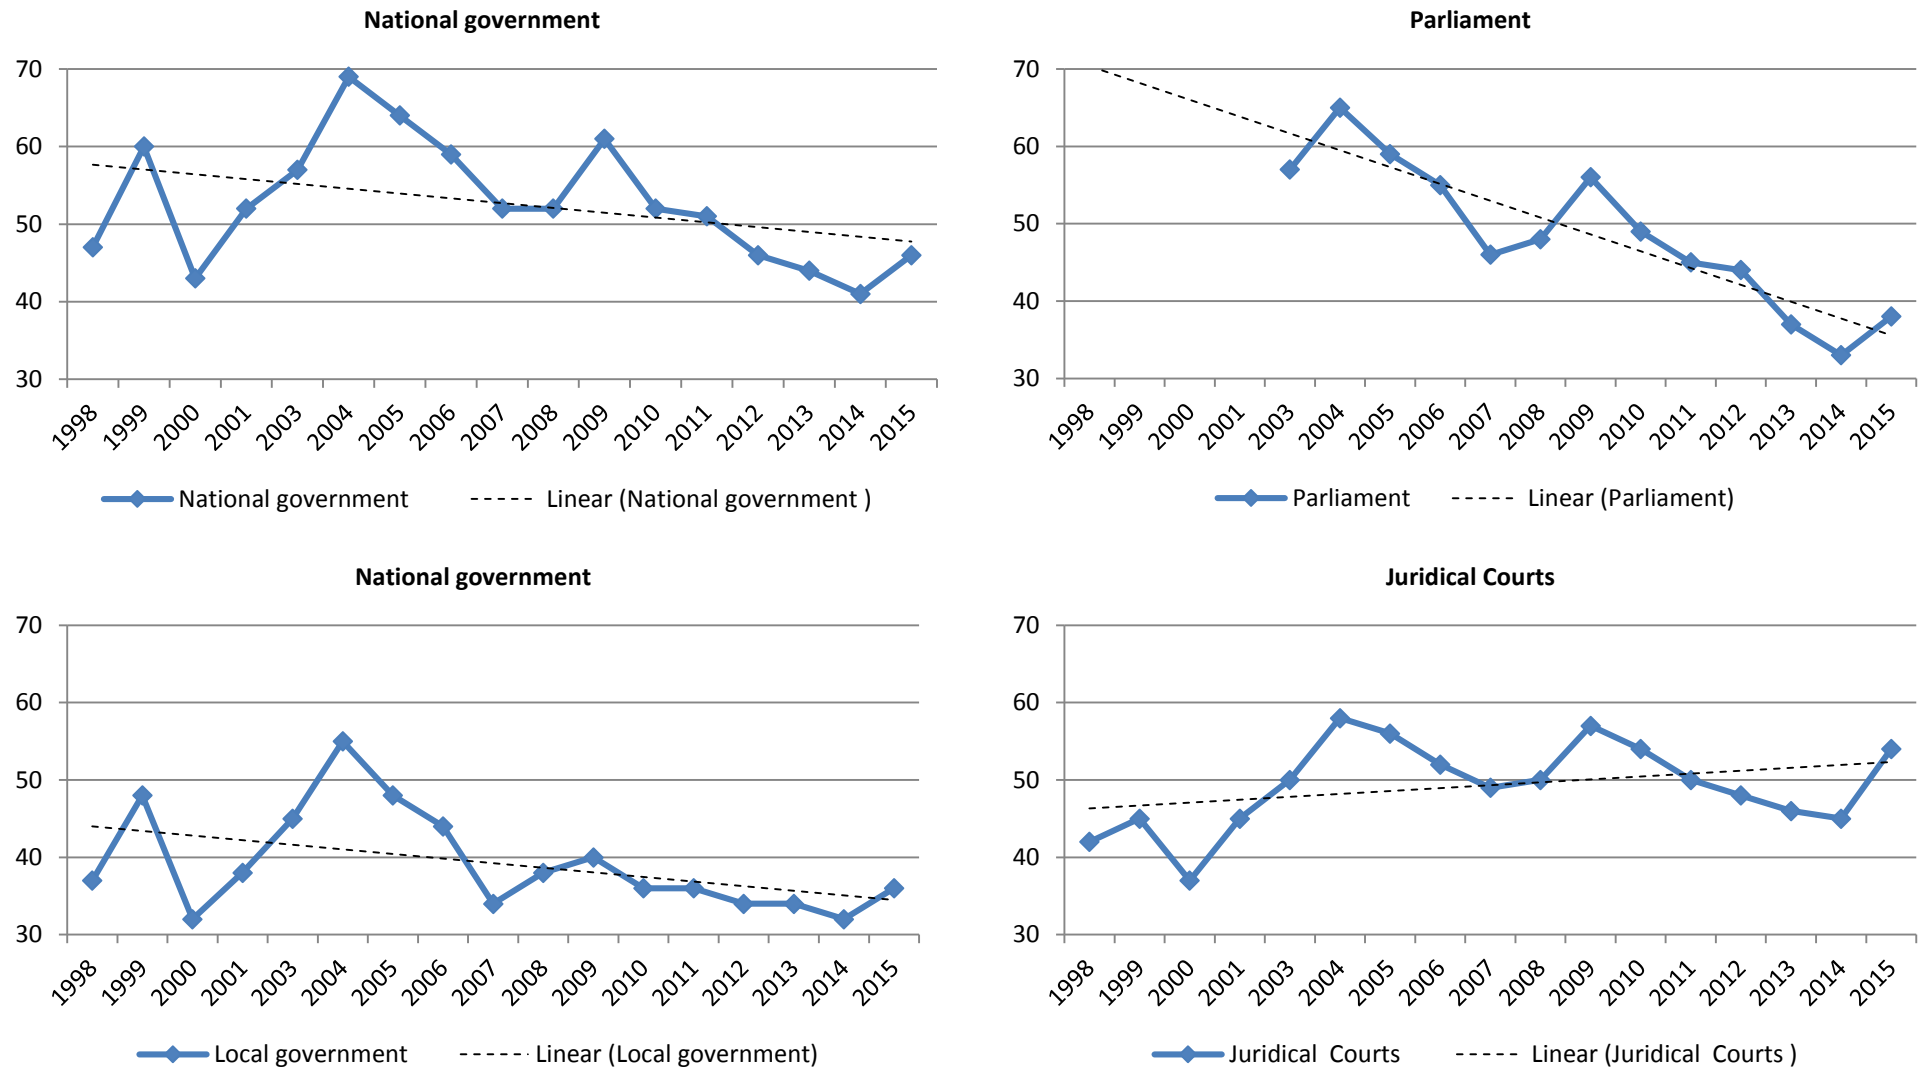 National government
70
60
50
40
30
1998 1999 2000 2001 2003 2004 2005 2006 2007 2008 2009 2010 2011 2012 2013 2014 2015
National government Linear (National government )
Parliament
70
60
50
40
30
1998 1999 2000 2001 2003 2004 2005 2006 2007 2008 2009 2010 2011 2012 2013 2014 2015
Parliament Linear (Parliament)
National government
70
60
50
40
30
1998 1999 2000 2001 2003 2004 2005 2006 2007 2008 2009 2010 2011 2012 2013 2014 2015
Local government Linear (Local government)
Juridical Courts
70
60
50
40
30
1998 1999 2000 2001 2003 2004 2005 2006 2007 2008 2009 2010 2011 2012 2013 2014 2015
Juridical  Courts Linear (Juridical  Courts )